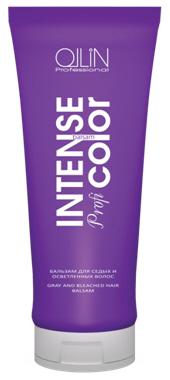 OLLiN
Professional
INTENSE
balsam
Profi
COLOR
БАЛЬЗАМ ДЛЯ СЕДЫХ И
ОСВЕТЛЕННЫХ ВОЛОС
GRAY AND BLEACHED HAIR
BALSAM